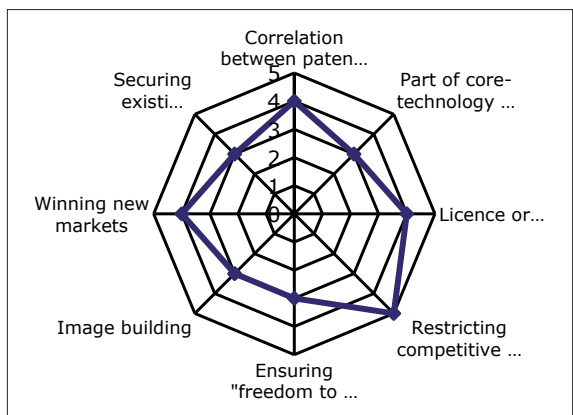 Correlation
between paten...
Part of core-
technology ...
Licence or...
Restricting
competitive ...
Ensuring
"freedom to ...
Image building
Winning new
markets
Securing
existi...
5
4
3
2
1
0